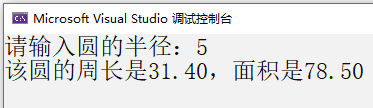 Microsoft Visual Studio 调试控制台
请输入圆的半径：5
该圆的周长是31.40，面积是78.50